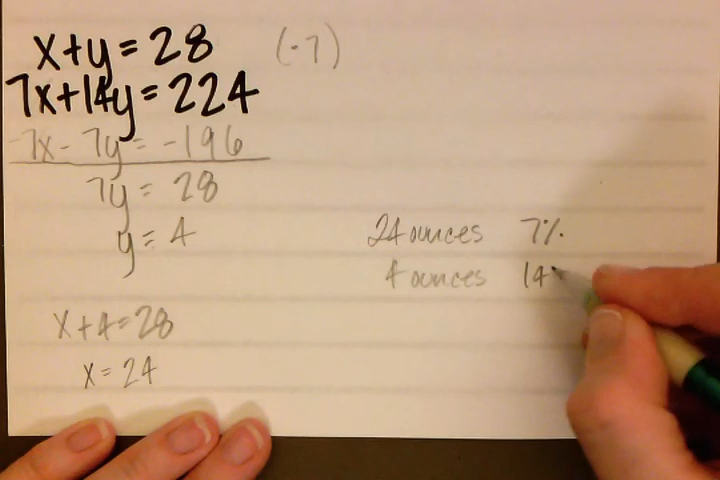 x+y=28 (-7)
7x+14y=224
-7x-7y=-196
7y=28
y=4
24 ounces 7%
4 ounces 14
x+4=28
x=24